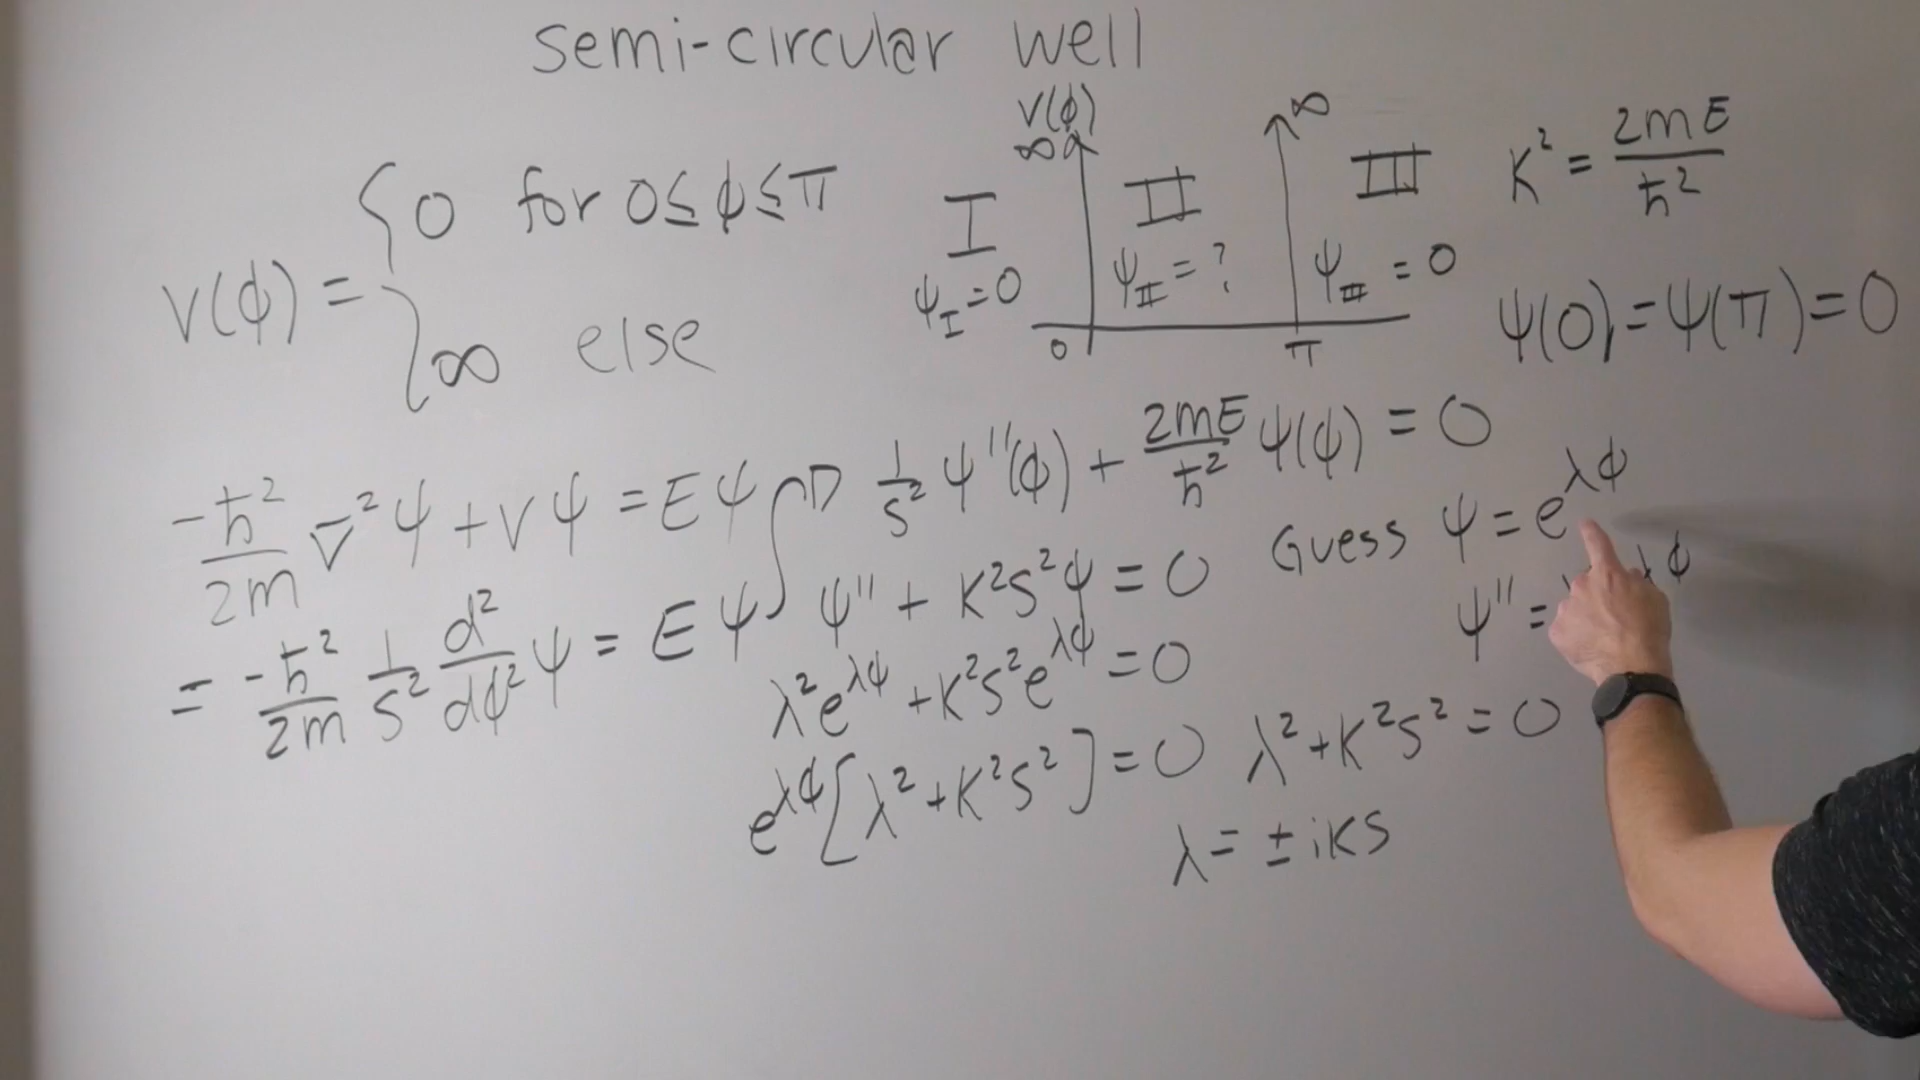 semi-circular well
V(φ) = { 0 for 0≤φ≤π
∞ else
V(φ)
∞ ∞
I II III
ψ_I=0 ψ_II=? ψ_III=0
0 π
K²=2mE/ħ²
ψ(0)=ψ(π)=0
-ħ²/2m ∇²ψ+Vψ=Eψ
= -ħ²/2m 1/s² d²/dφ² ψ = Eψ
1/s² ψ''(φ) + 2mE/ħ² ψ(φ) = 0
ψ'' + K²s²ψ = 0
Guess ψ=e^λφ
ψ'' = λφ
λ²e^λφ+K²s²e^λφ=0
e^λφ[λ²+K²s²]=0
λ²+K²s²=0
λ=±iKS